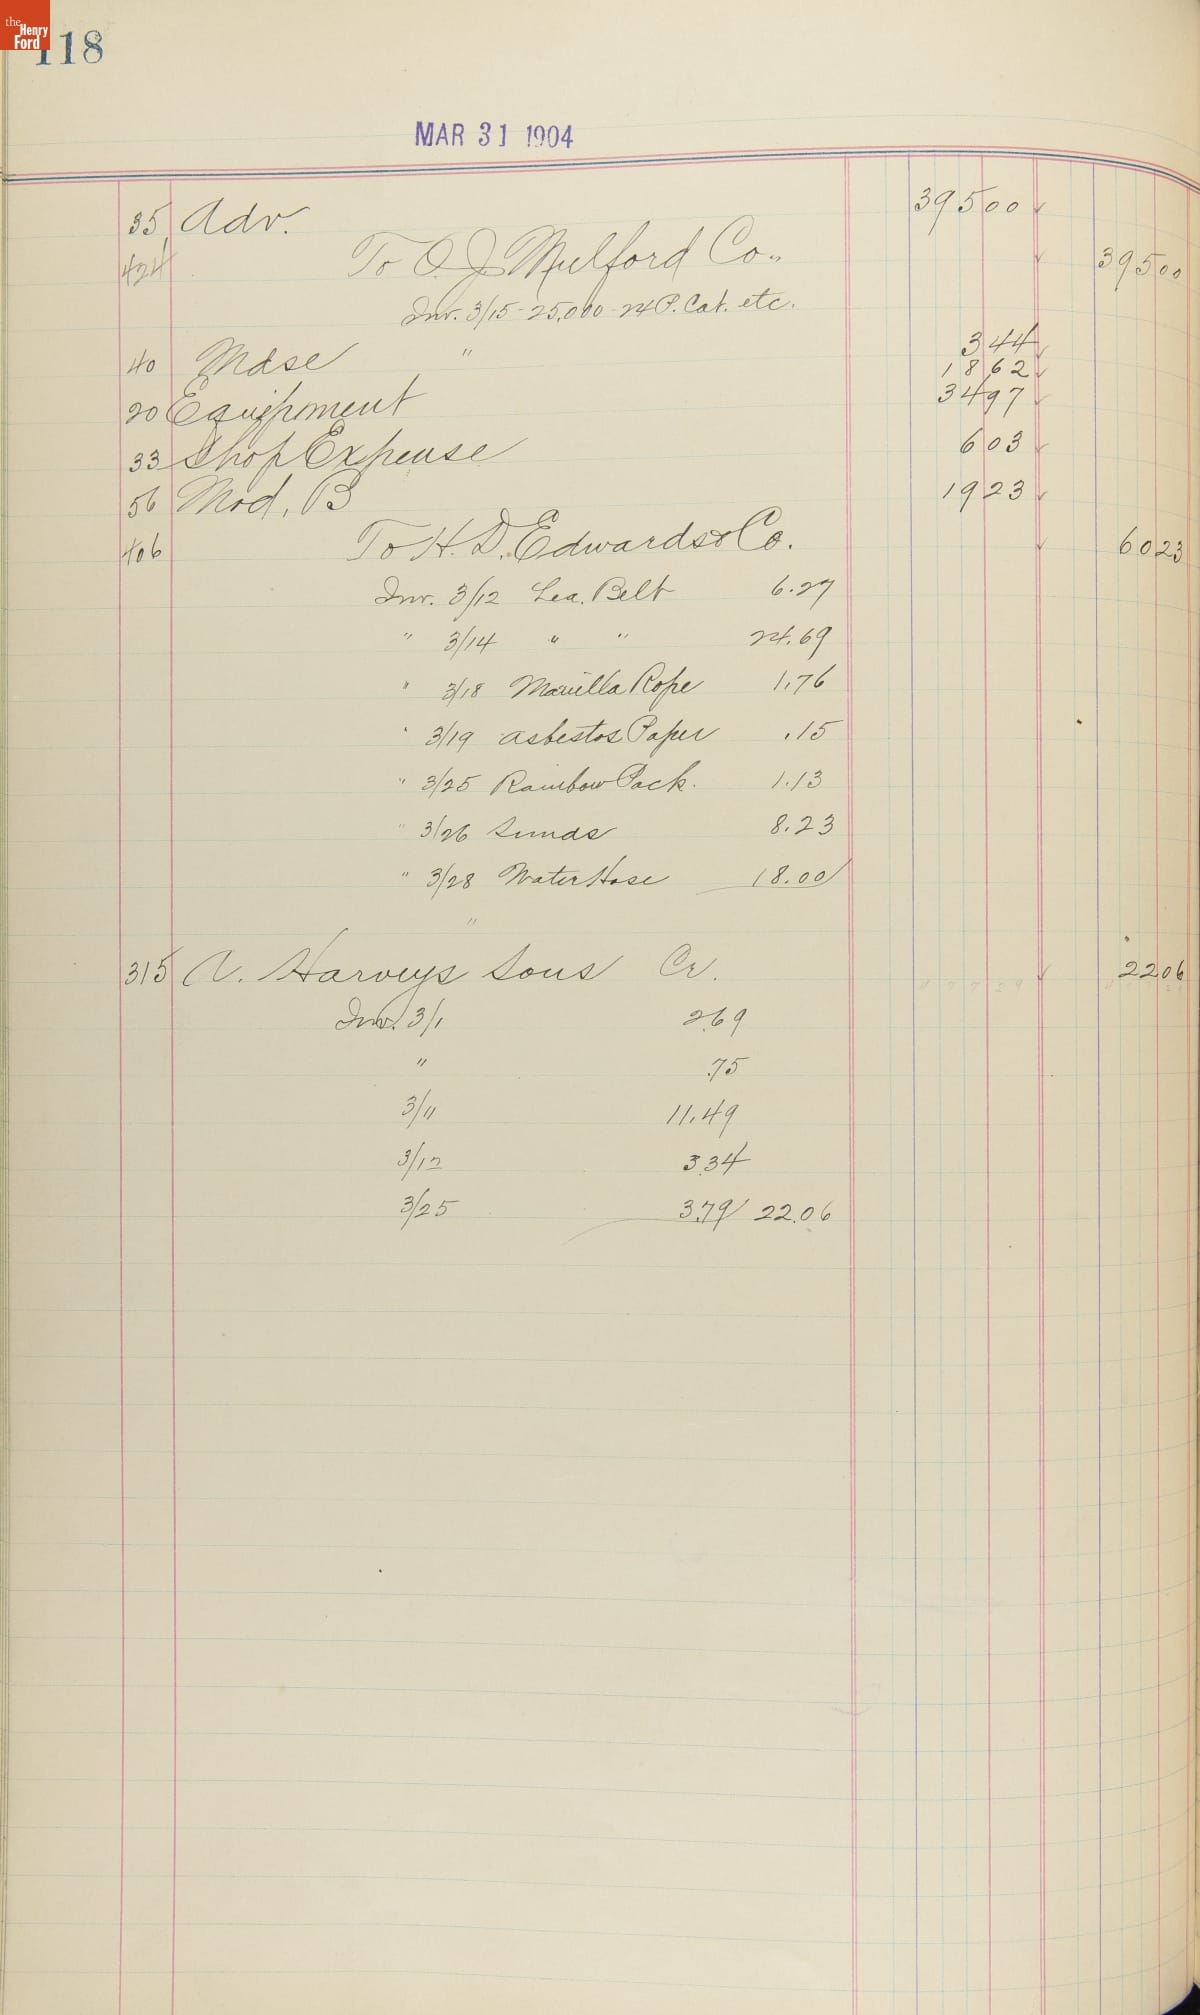 the Henry Ford
118
MAR 31 1904
35 Adv. 395 00
424 To O. J. Mulford Co. 395 00
Inv. 3/15 - 25,000 - 24 P. Cat. etc.
40 Mdse " 3 44
18 62
20 Equipment 34 97
33 Shop Expense 6 03
56 Mod. B 19 23
406 To H. D. Edwards & Co. 60 23
Inv. 3/12 Lea. Belt 6.27
" 3/14 " " 24.69
" 3/18 Manilla Rope 1.76
" 3/19 Asbestos Paper .15
" 3/25 Rainbow Pack. 1.13
" 3/26 Sunds 8.23
" 3/28 Water Hose 18.00
"
315 A. Harveys Sons Cr. 22 06
Inv. 3/1 2.69
" .75
3/11 11.49
3/12 3.34
3/25 3.79 22.06